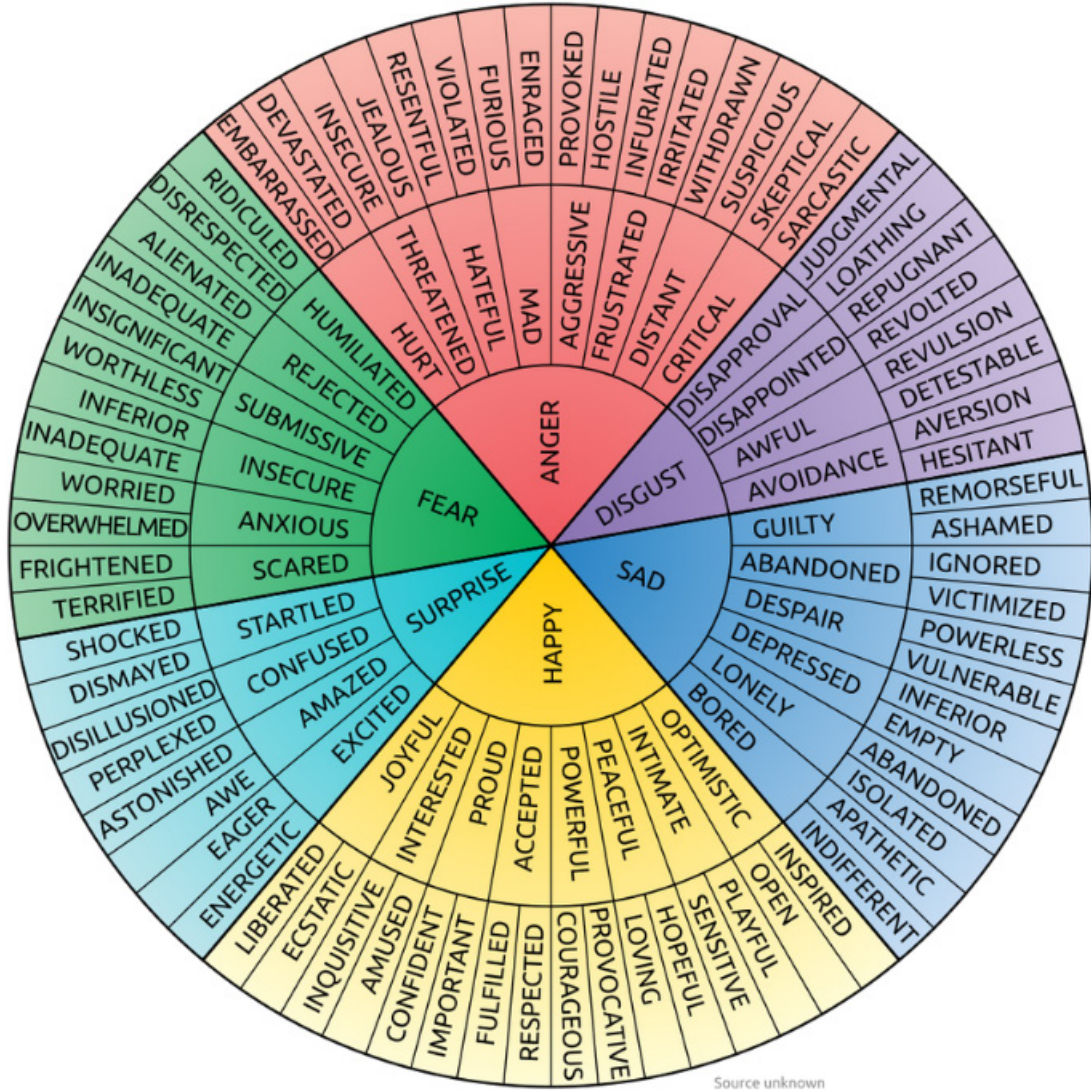 ANGER
HURT
THREATENED
HATEFUL
MAD
AGGRESSIVE
FRUSTRATED
DISTANT
CRITICAL
EMBARRASSED
DEVASTATED
INSECURE
JEALOUS
RESENTFUL
VIOLATED
FURIOUS
ENRAGED
PROVOKED
HOSTILE
INFURIATED
IRRITATED
WITHDRAWN
SUSPICIOUS
SKEPTICAL
SARCASTIC
DISGUST
DISAPPROVAL
DISAPPOINTED
AWFUL
AVOIDANCE
JUDGMENTAL
LOATHING
REPUGNANT
REVOLTED
REVULSION
DETESTABLE
AVERSION
HESITANT
SAD
GUILTY
ABANDONED
DESPAIR
DEPRESSED
LONELY
BORED
REMORSEFUL
ASHAMED
IGNORED
VICTIMIZED
POWERLESS
VULNERABLE
INFERIOR
EMPTY
ABANDONED
ISOLATED
APATHETIC
INDIFFERENT
HAPPY
OPTIMISTIC
INTIMATE
PEACEFUL
POWERFUL
ACCEPTED
PROUD
INTERESTED
JOYFUL
INSPIRED
OPEN
PLAYFUL
SENSITIVE
HOPEFUL
LOVING
PROVOCATIVE
COURAGEOUS
RESPECTED
FULFILLED
IMPORTANT
CONFIDENT
AMUSED
INQUISITIVE
ECSTATIC
LIBERATED
SURPRISE
EXCITED
AMAZED
CONFUSED
STARTLED
ENERGETIC
EAGER
AWE
ASTONISHED
PERPLEXED
DISILLUSIONED
DISMAYED
SHOCKED
FEAR
SCARED
ANXIOUS
INSECURE
SUBMISSIVE
REJECTED
HUMILIATED
TERRIFIED
FRIGHTENED
OVERWHELMED
WORRIED
INADEQUATE
INFERIOR
WORTHLESS
INSIGNIFICANT
INADEQUATE
ALIENATED
DISRESPECTED
RIDICULED
Source unknown